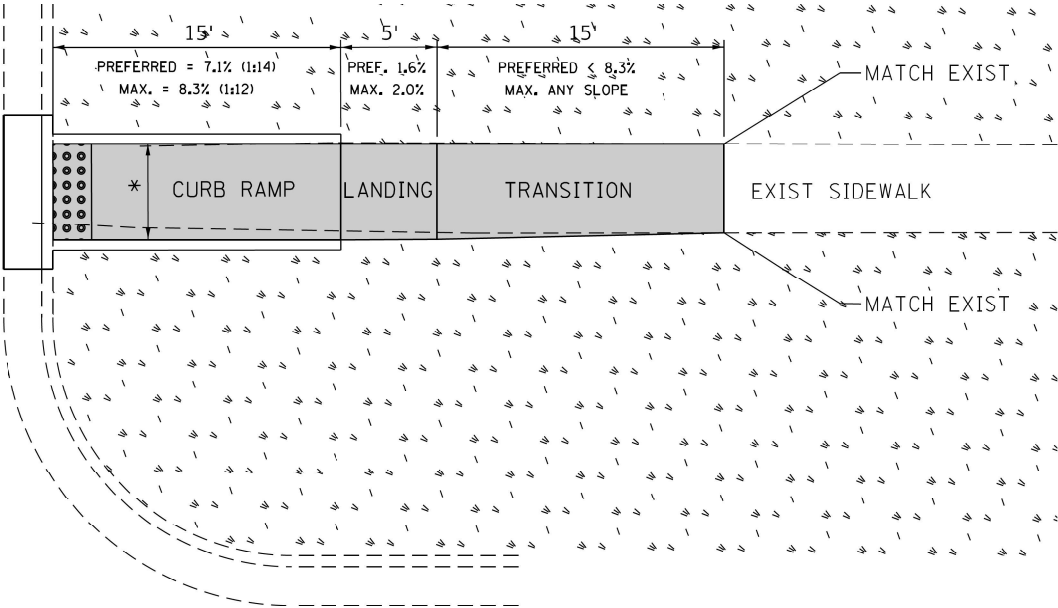 15' 5' 15'
PREFERRED = 7.1% (1:14) PREF. 1.6% PREFERRED < 8.3%
MAX. = 8.3% (1:12) MAX. 2.0% MAX. ANY SLOPE
MATCH EXIST
* CURB RAMP LANDING TRANSITION EXIST SIDEWALK
MATCH EXIST